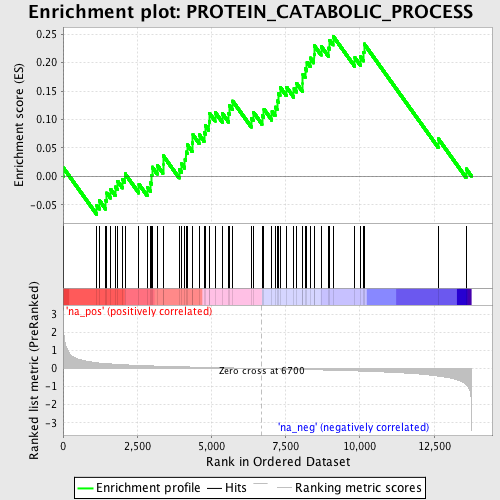 Enrichment plot: PROTEIN_CATABOLIC_PROCESS
Enrichment score (ES)
0.25
0.20
0.15
0.10
0.05
0.00
-0.05
Ranked list metric (PreRanked)
'na_pos' (positively correlated)
3
2
1
0
-1
-2
-3
Zero cross at 6700
'na_neg' (negatively correlated)
0
2,500
5,000
7,500
10,000
12,500
Rank in Ordered Dataset
Enrichment profile
Hits
Ranking metric scores